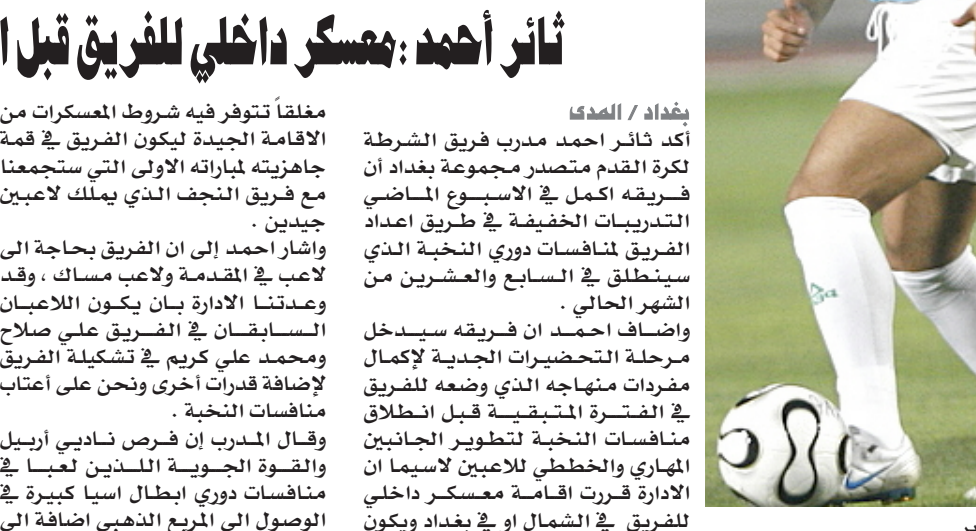 ثائر أحمد : معسكر داخلي للفريق قبل ا
بغداد / المدى
أكد ثائر احمد مدرب فريق الشرطة
لكرة القدم متصدر مجموعة بغداد أن
فريقه اكمل في الاسبوع الماضي
التدريبات الخفيفة في طريق اعداد
الفريق لمنافسات دوري النخبة الذي
سينطلق في السابع والعشرين من
الشهر الحالي .
واضاف احمد ان فريقه سيدخل
مرحلة التحضيرات الجدية لإكمال
مفردات منهاجه الذي وضعه للفريق
في الفترة المتبقية قبل انطلاق
منافسات النخبة لتطوير الجانبين
المهاري والخططي للاعبين لاسيما ان
الادارة قررت اقامة معسكر داخلي
للفريق في الشمال او في بغداد ويكون
مغلقاً تتوفر فيه شروط المعسكرات من
الاقامة الجيدة ليكون الفريق في قمة
جاهزيته لمباراته الاولى التي ستجمعنا
مع فريق النجف الذي يملك لاعبين
جيدين .
واشار احمد إلى ان الفريق بحاجة الى
لاعب في المقدمة ولاعب مساك ، وقد
وعدتنا الادارة بان يكون اللاعبان
السابقان في الفريق علي صلاح
ومحمد علي كريم في تشكيلة الفريق
لإضافة قدرات أخرى ونحن على أعتاب
منافسات النخبة .
وقال المدرب إن فرص ناديي أربيل
والقوة الجوية اللذين لعبا في
منافسات دوري ابطال اسيا كبيرة في
الوصول الى المربع الذهبي اضافة الى